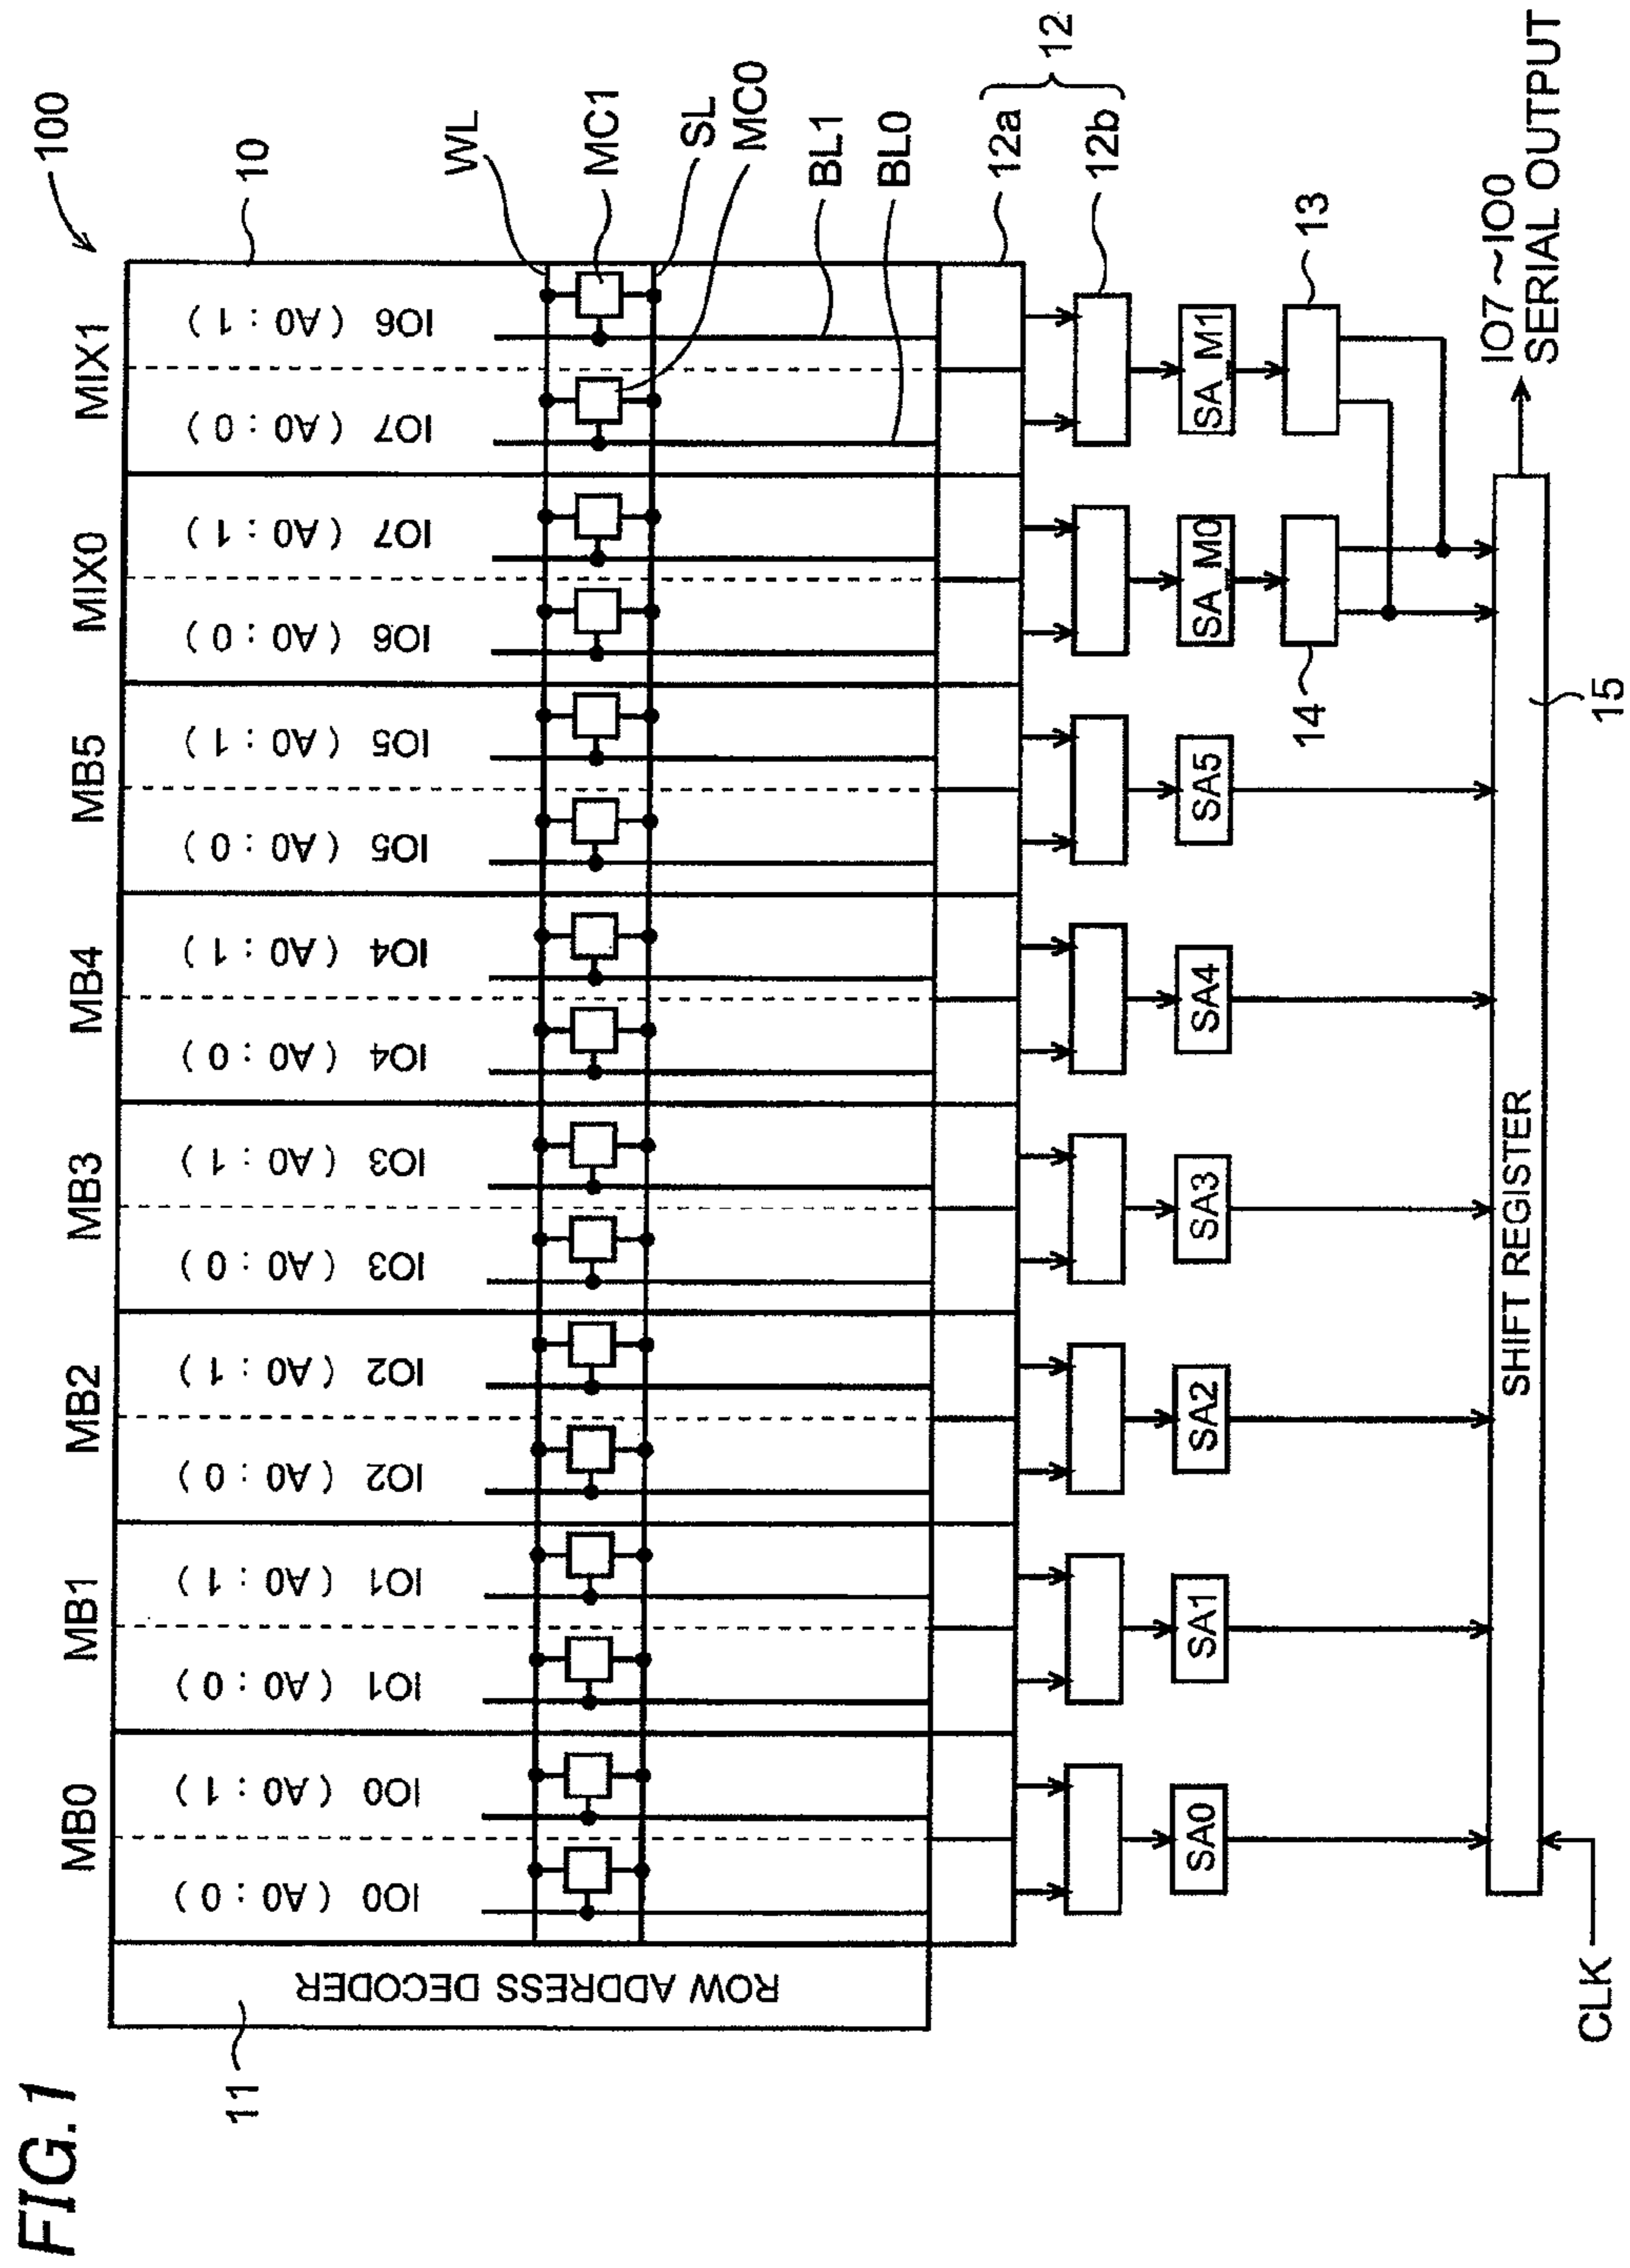 FIG.1
100
MB0
MB1
MB2
MB3
MB4
MB5
MIX0
MIX1
10
11
ROW ADDRESS DECODER
IO0 (A0:0)
IO0 (A0:1)
IO1 (A0:0)
IO1 (A0:1)
IO2 (A0:0)
IO2 (A0:1)
IO3 (A0:0)
IO3 (A0:1)
IO4 (A0:0)
IO4 (A0:1)
IO5 (A0:0)
IO5 (A0:1)
IO6 (A0:0)
IO7 (A0:1)
IO7 (A0:0)
IO6 (A0:1)
WL
MC1
SL
MC0
BL1
BL0
12a
12
12b
SA0
SA1
SA2
SA3
SA4
SA5
SA M0
SA M1
13
14
SHIFT REGISTER
15
IO7~IO0
SERIAL OUTPUT
CLK